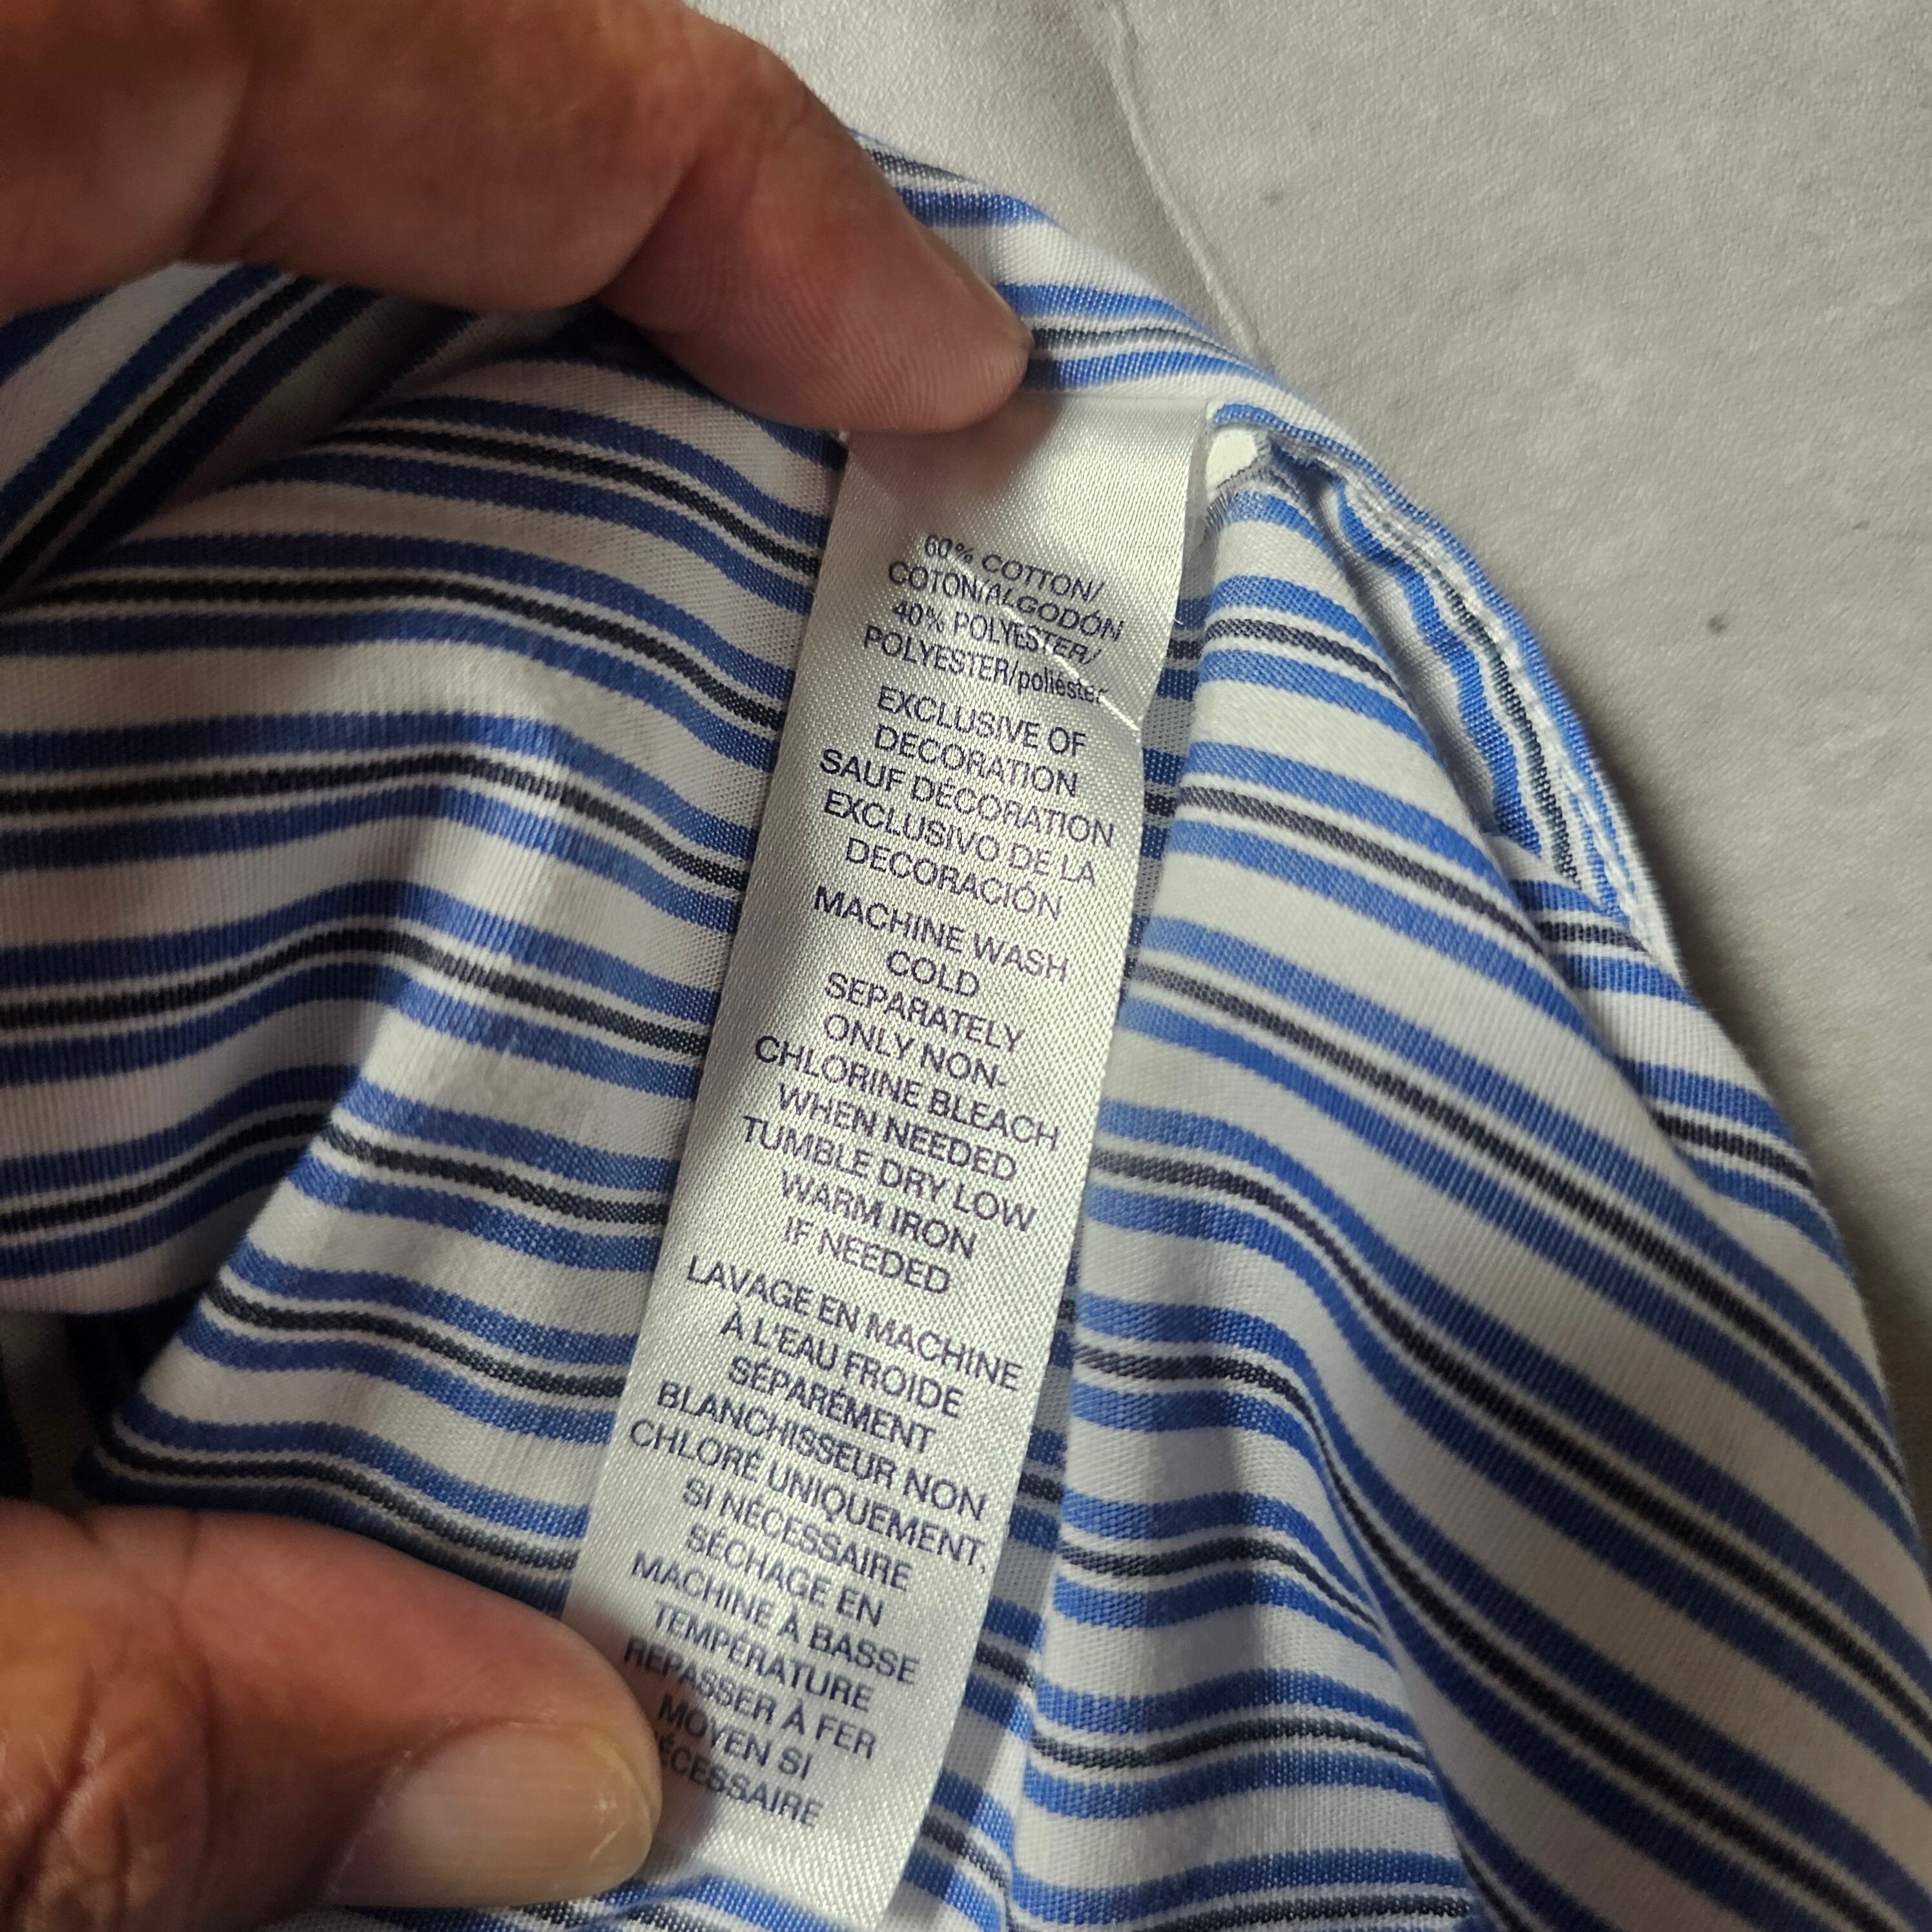 60% COTTON/
COTON/ALGODÓN
40% POLYESTER/
POLYESTER/poliéster
EXCLUSIVE OF
DECORATION
SAUF DÉCORATION
EXCLUSIVO DE LA
DECORACIÓN
MACHINE WASH
COLD
SEPARATELY
ONLY NON-
CHLORINE BLEACH
WHEN NEEDED
TUMBLE DRY LOW
WARM IRON
IF NEEDED
LAVAGE EN MACHINE
À L'EAU FROIDE
SÉPARÉMENT
BLANCHISSEUR NON
CHLORÉ UNIQUEMENT,
SI NÉCESSAIRE
SÉCHAGE EN
MACHINE À BASSE
TEMPÉRATURE
REPASSER À FER
MOYEN SI
ÉCESSAIRE